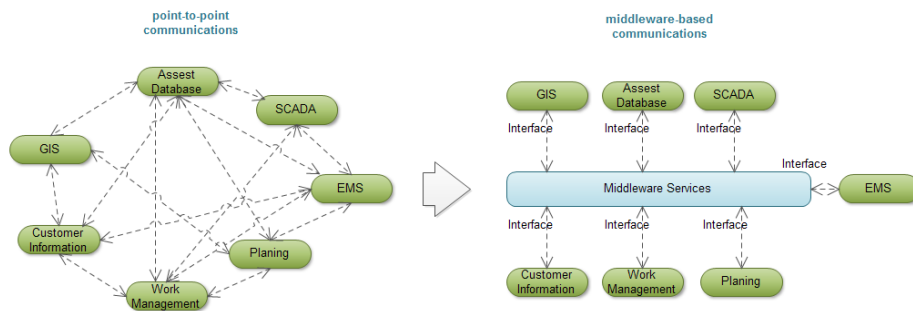 point-to-point
communications
Assest
Database
SCADA
GIS
EMS
Customer
Information
Planing
Work
Management
middleware-based
communications
GIS
Assest
Database
SCADA
Interface
Interface
Interface
Interface
Middleware Services
EMS
Interface
Interface
Interface
Customer
Information
Work
Management
Planing